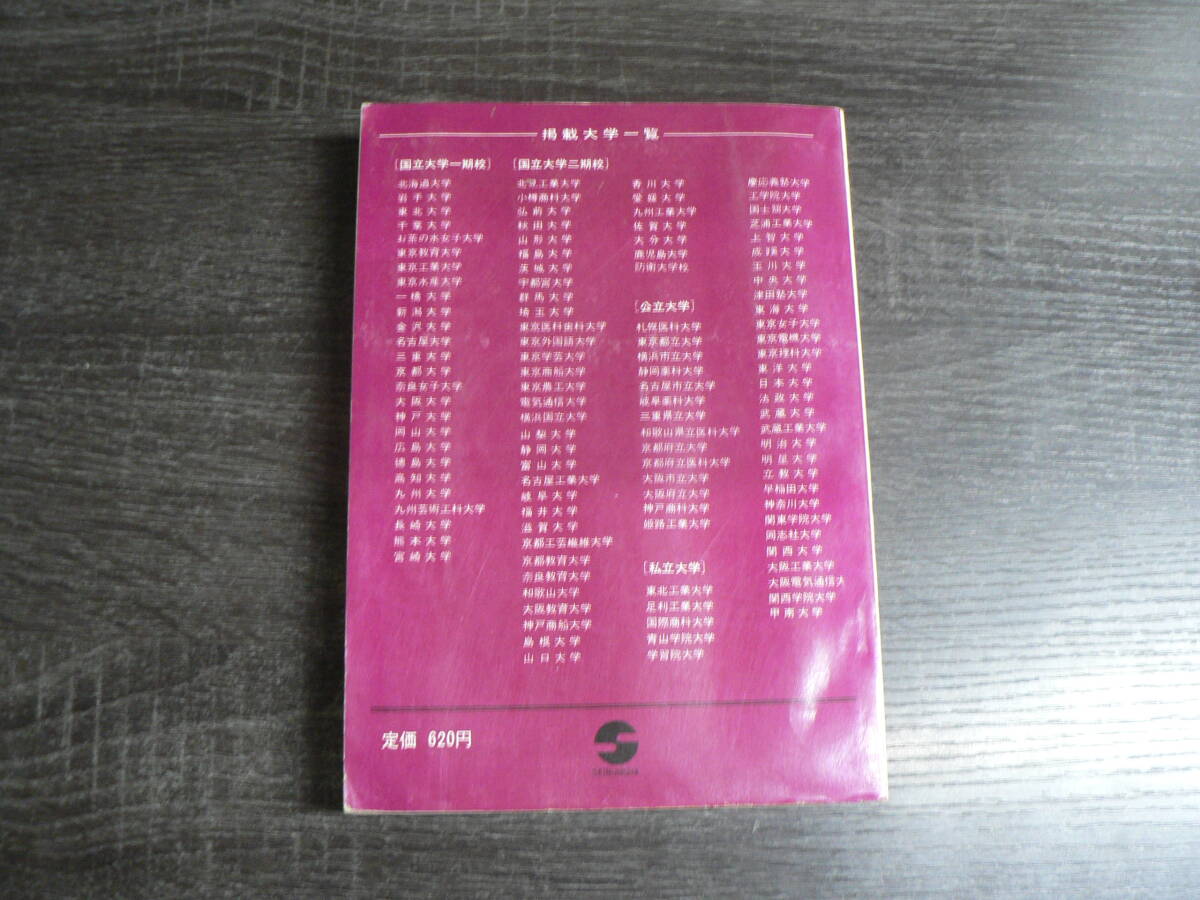 掲載大学一覧
〔国立大学一期校〕
北海道大学
岩手大学
東北大学
千葉大学
お茶の水女子大学
東京教育大学
東京工業大学
東京水産大学
一橋大学
新潟大学
金沢大学
名古屋大学
三重大学
京都大学
奈良女子大学
大阪大学
神戸大学
岡山大学
広島大学
徳島大学
高知大学
九州大学
九州芸術工科大学
長崎大学
熊本大学
宮崎大学
〔国立大学二期校〕
北見工業大学
小樽商科大学
弘前大学
秋田大学
山形大学
福島大学
茨城大学
宇都宮大学
群馬大学
埼玉大学
東京医科歯科大学
東京外国語大学
東京学芸大学
東京商船大学
東京農工大学
電気通信大学
横浜国立大学
山梨大学
静岡大学
富山大学
名古屋工業大学
岐阜大学
福井大学
滋賀大学
京都工芸繊維大学
京都教育大学
奈良教育大学
和歌山大学
大阪教育大学
神戸商船大学
島根大学
山口大学
香川大学
愛媛大学
九州工業大学
佐賀大学
大分大学
鹿児島大学
防衛大学校
〔公立大学〕
札幌医科大学
東京都立大学
横浜市立大学
静岡薬科大学
名古屋市立大学
岐阜薬科大学
三重県立大学
和歌山県立医科大学
京都府立大学
京都府立医科大学
大阪市立大学
大阪府立大学
神戸商科大学
姫路工業大学
〔私立大学〕
東北工業大学
足利工業大学
国際商科大学
青山学院大学
学習院大学
慶応義塾大学
工学院大学
国士舘大学
芝浦工業大学
上智大学
成蹊大学
玉川大学
中央大学
津田塾大学
東海大学
東京女子大学
東京電機大学
東京理科大学
東洋大学
日本大学
法政大学
武蔵大学
武蔵工業大学
明治大学
明星大学
立教大学
早稲田大学
神奈川大学
関東学院大学
同志社大学
関西大学
大阪工業大学
大阪電気通信大
関西学院大学
甲南大学
定価 620円